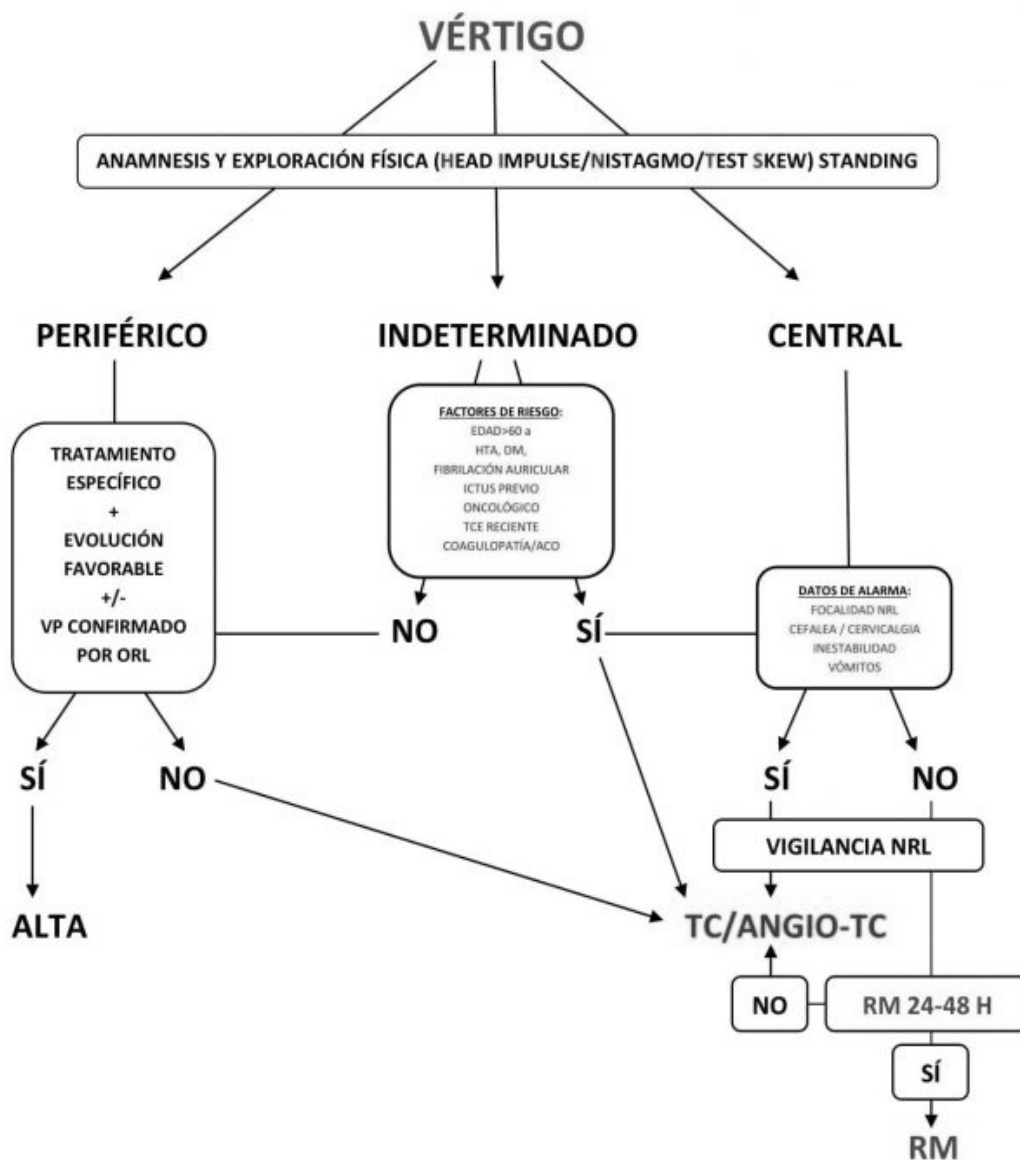 VÉRTIGO
ANAMNESIS Y EXPLORACIÓN FÍSICA (HEAD IMPULSE/NISTAGMO/TEST SKEW) STANDING
PERIFÉRICO
INDETERMINADO
CENTRAL
TRATAMIENTO
ESPECÍFICO
+
EVOLUCIÓN
FAVORABLE
+/-
VP CONFIRMADO
POR ORL
FACTORES DE RIESGO:
EDAD>60 a
HTA, DM,
FIBRILACIÓN AURICULAR
ICTUS PREVIO
ONCOLÓGICO
TCE RECIENTE
COAGULOPATÍA/ACO
DATOS DE ALARMA:
FOCALIDAD NRL
CEFALEA / CERVICALGIA
INESTABILIDAD
VÓMITOS
NO
SÍ
SÍ
NO
SÍ
NO
VIGILANCIA NRL
ALTA
TC/ANGIO-TC
NO
RM 24-48 H
SÍ
RM